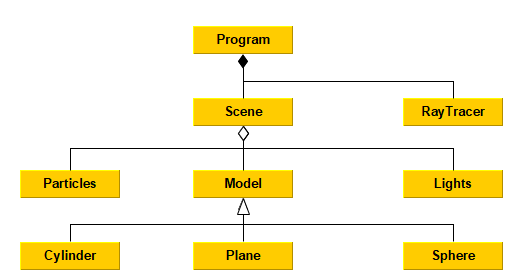 Program
Scene
RayTracer
Particles
Model
Lights
Cylinder
Plane
Sphere